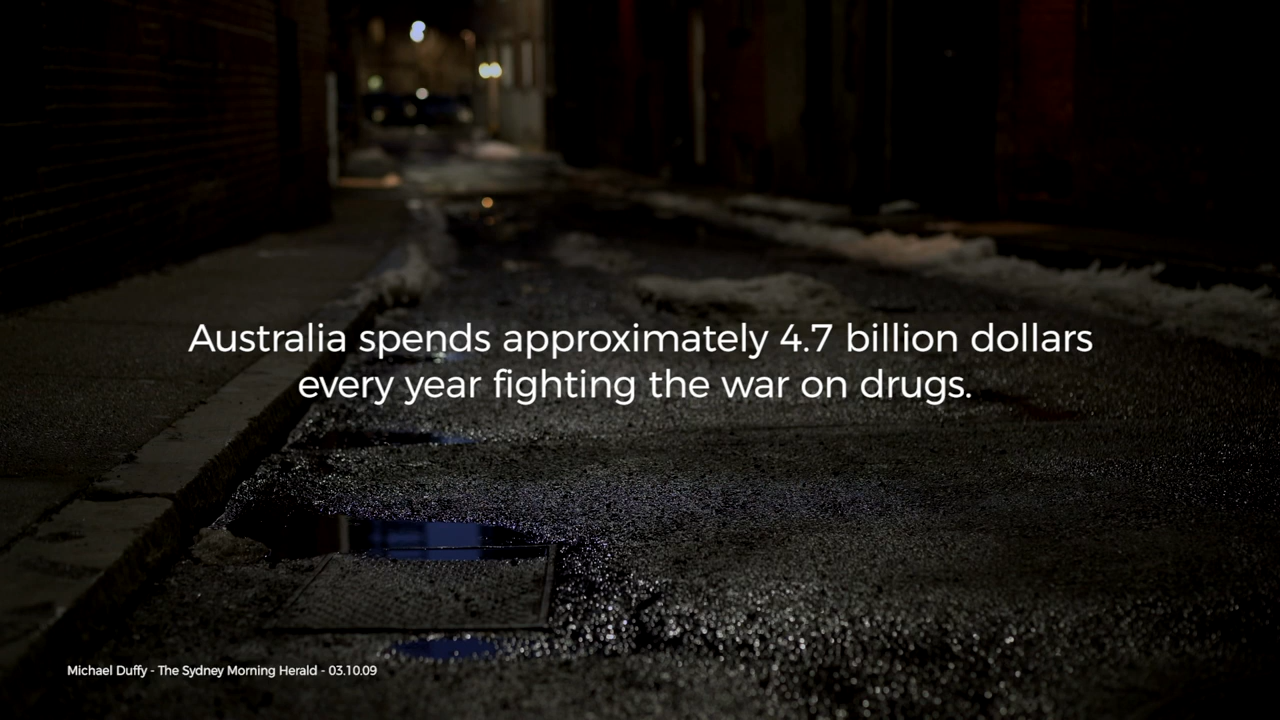 Australia spends approximately 4.7 billion dollars
every year fighting the war on drugs.
Michael Duffy - The Sydney Morning Herald - 03.10.09